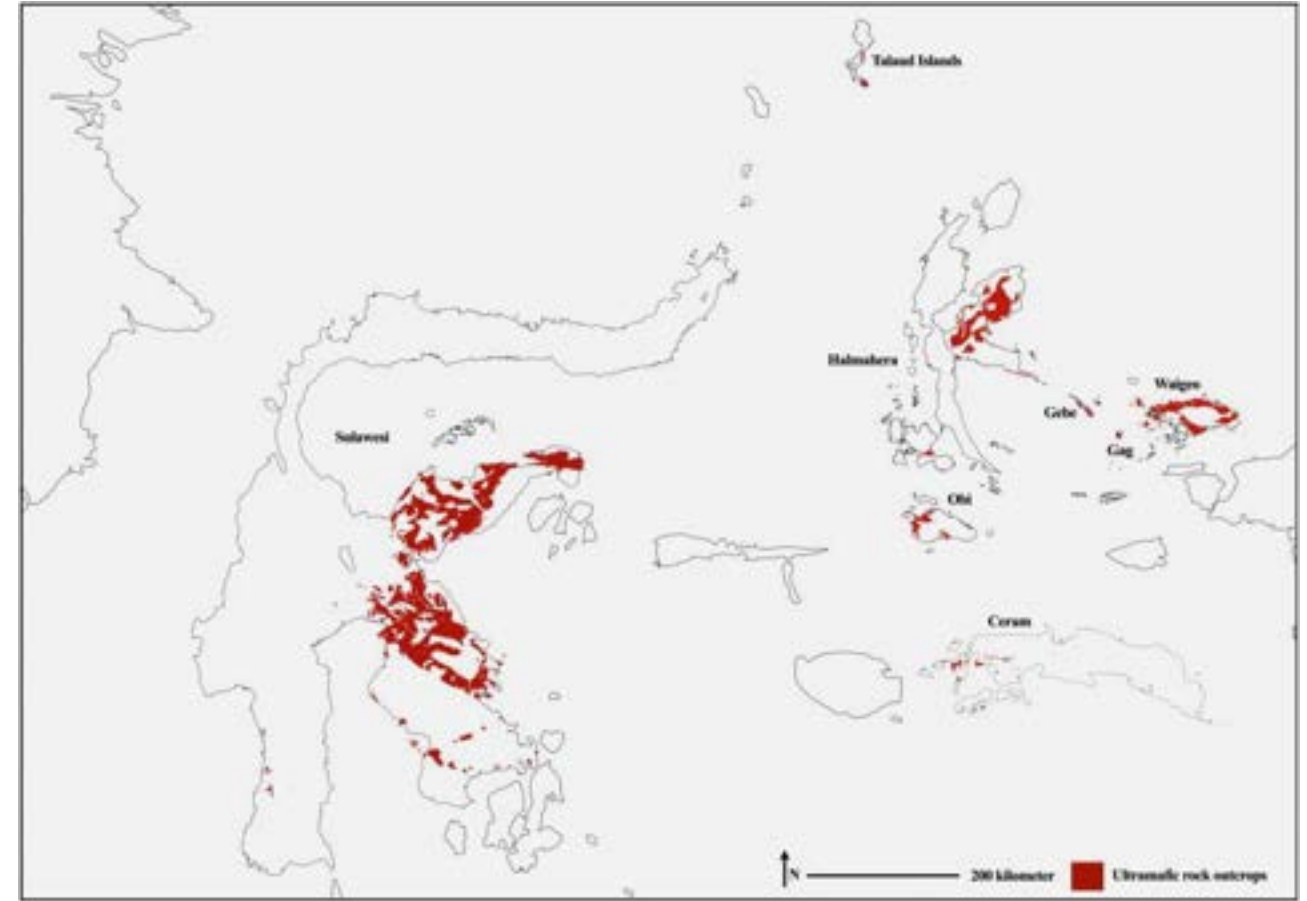 Talaud Islands
Halmahera
Waigeo
Gebe
Sulawesi
Gag
Obi
Ceram
N
200 kilometer
Ultramafic rock outcrops